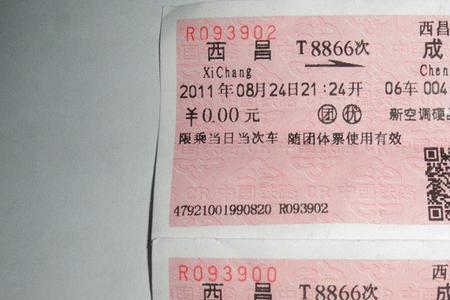 R093902
西昌
西昌 T8866次 成
XiChang Chen
2011年08月24日21:24开 06车 004
￥0.00元 团 优 新空调硬
限乘当日当次车 随团体票使用有效
47921001990820 R093902
R093900
西
西昌 T8866次 成